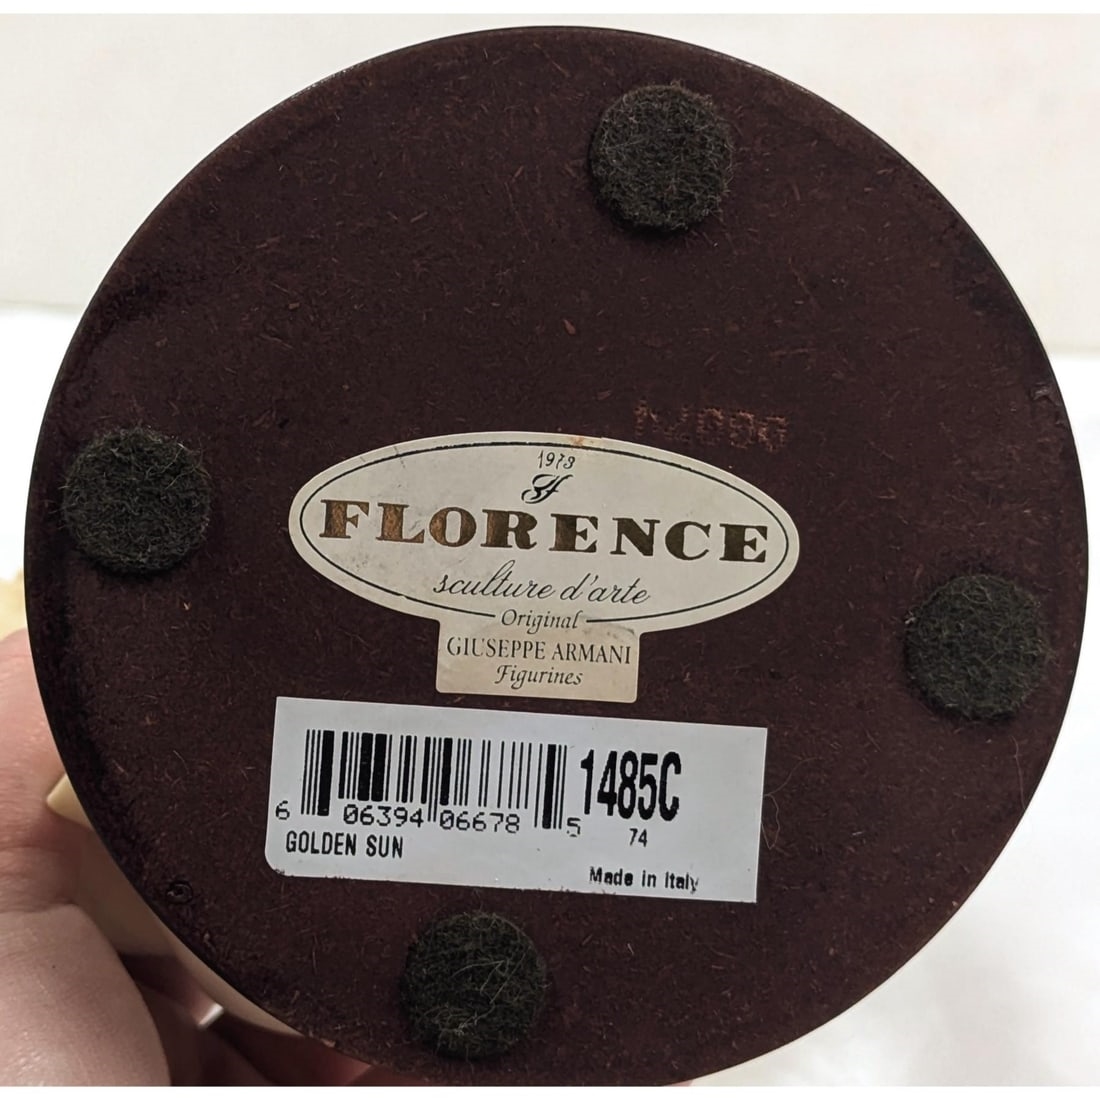 1973
FLORENCE
sculture d'arte
Original
GIUSEPPE ARMANI
Figurines
1485C
6 06394 06678 5
74
GOLDEN SUN
Made in Italy